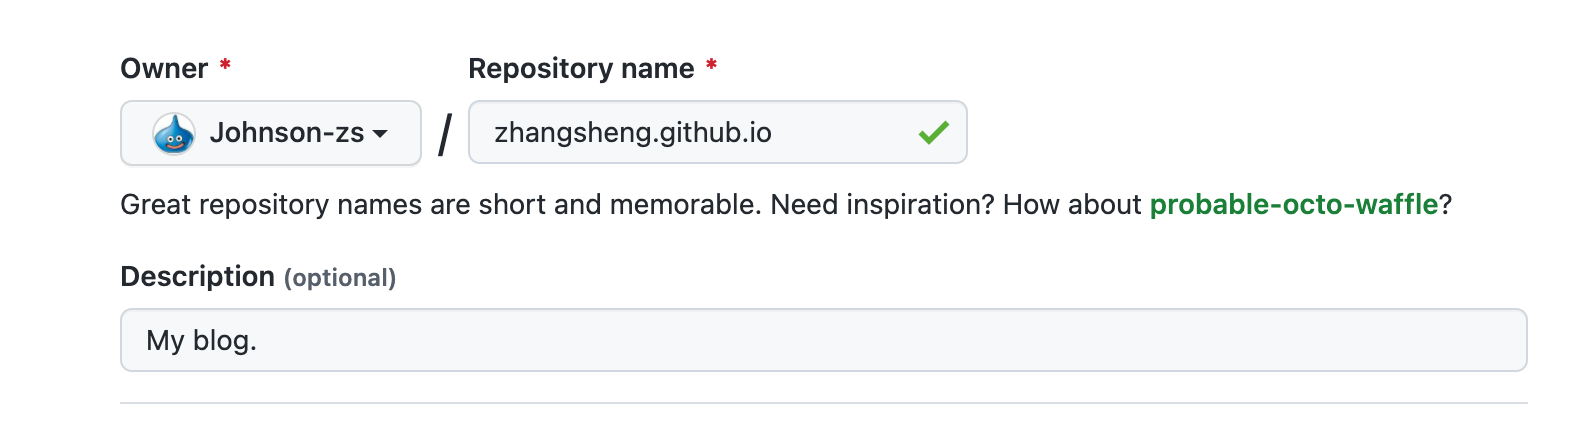 Owner * Repository name *
Johnson-zs / zhangsheng.github.io
Great repository names are short and memorable. Need inspiration? How about probable-octo-waffle?
Description (optional)
My blog.